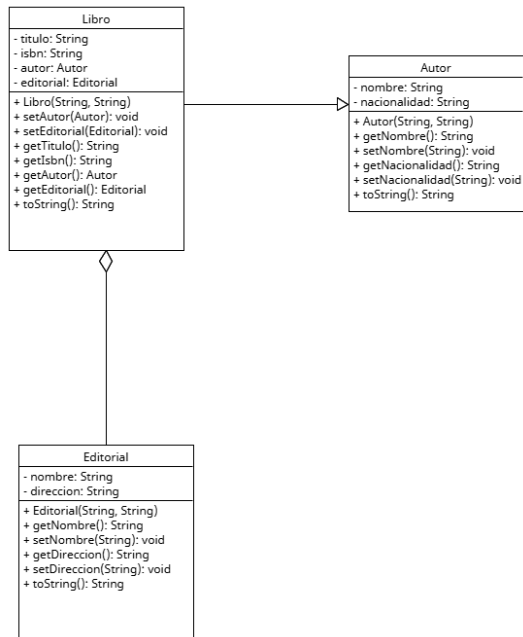 Libro
- titulo: String
- isbn: String
- autor: Autor
- editorial: Editorial
+ Libro(String, String)
+ setAutor(Autor): void
+ setEditorial(Editorial): void
+ getTitulo(): String
+ getIsbn(): String
+ getAutor(): Autor
+ getEditorial(): Editorial
+ toString(): String
Autor
- nombre: String
- nacionalidad: String
+ Autor(String, String)
+ getNombre(): String
+ setNombre(String): void
+ getNacionalidad(): String
+ setNacionalidad(String): void
+ toString(): String
Editorial
- nombre: String
- direccion: String
+ Editorial(String, String)
+ getNombre(): String
+ setNombre(String): void
+ getDireccion(): String
+ setDireccion(String): void
+ toString(): String